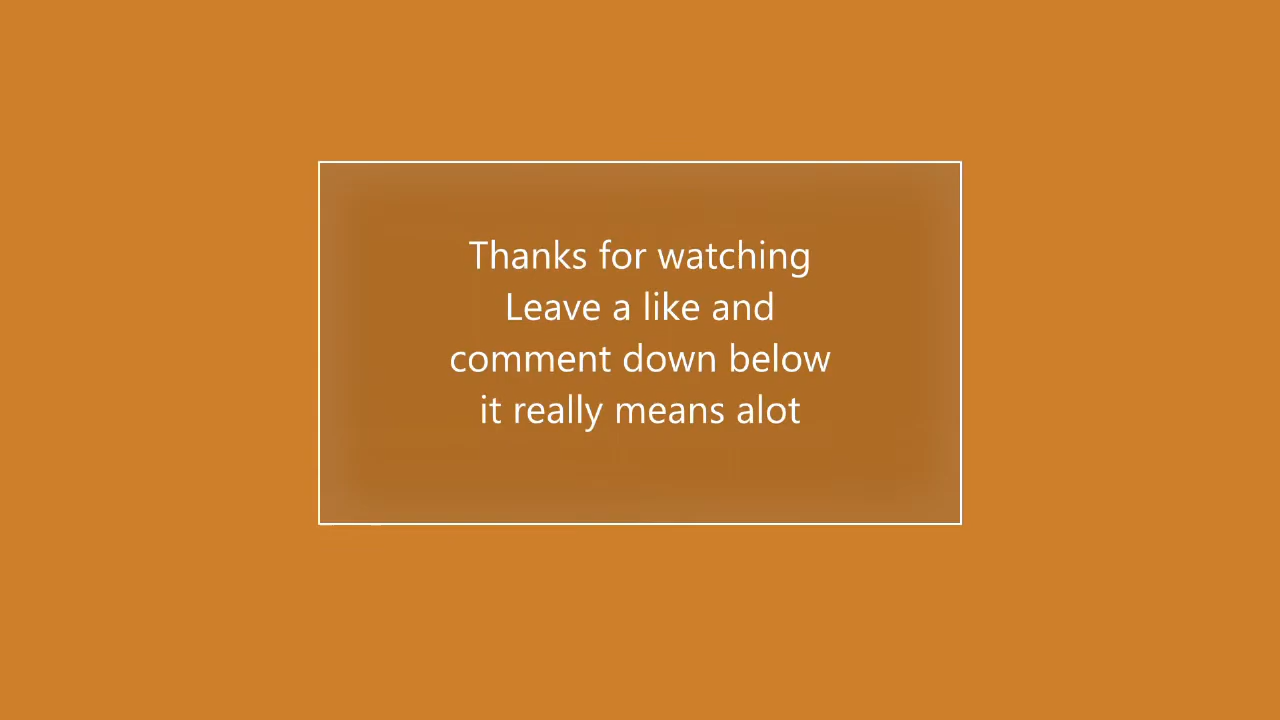 Thanks for watching
Leave a like and
comment down below
it really means alot